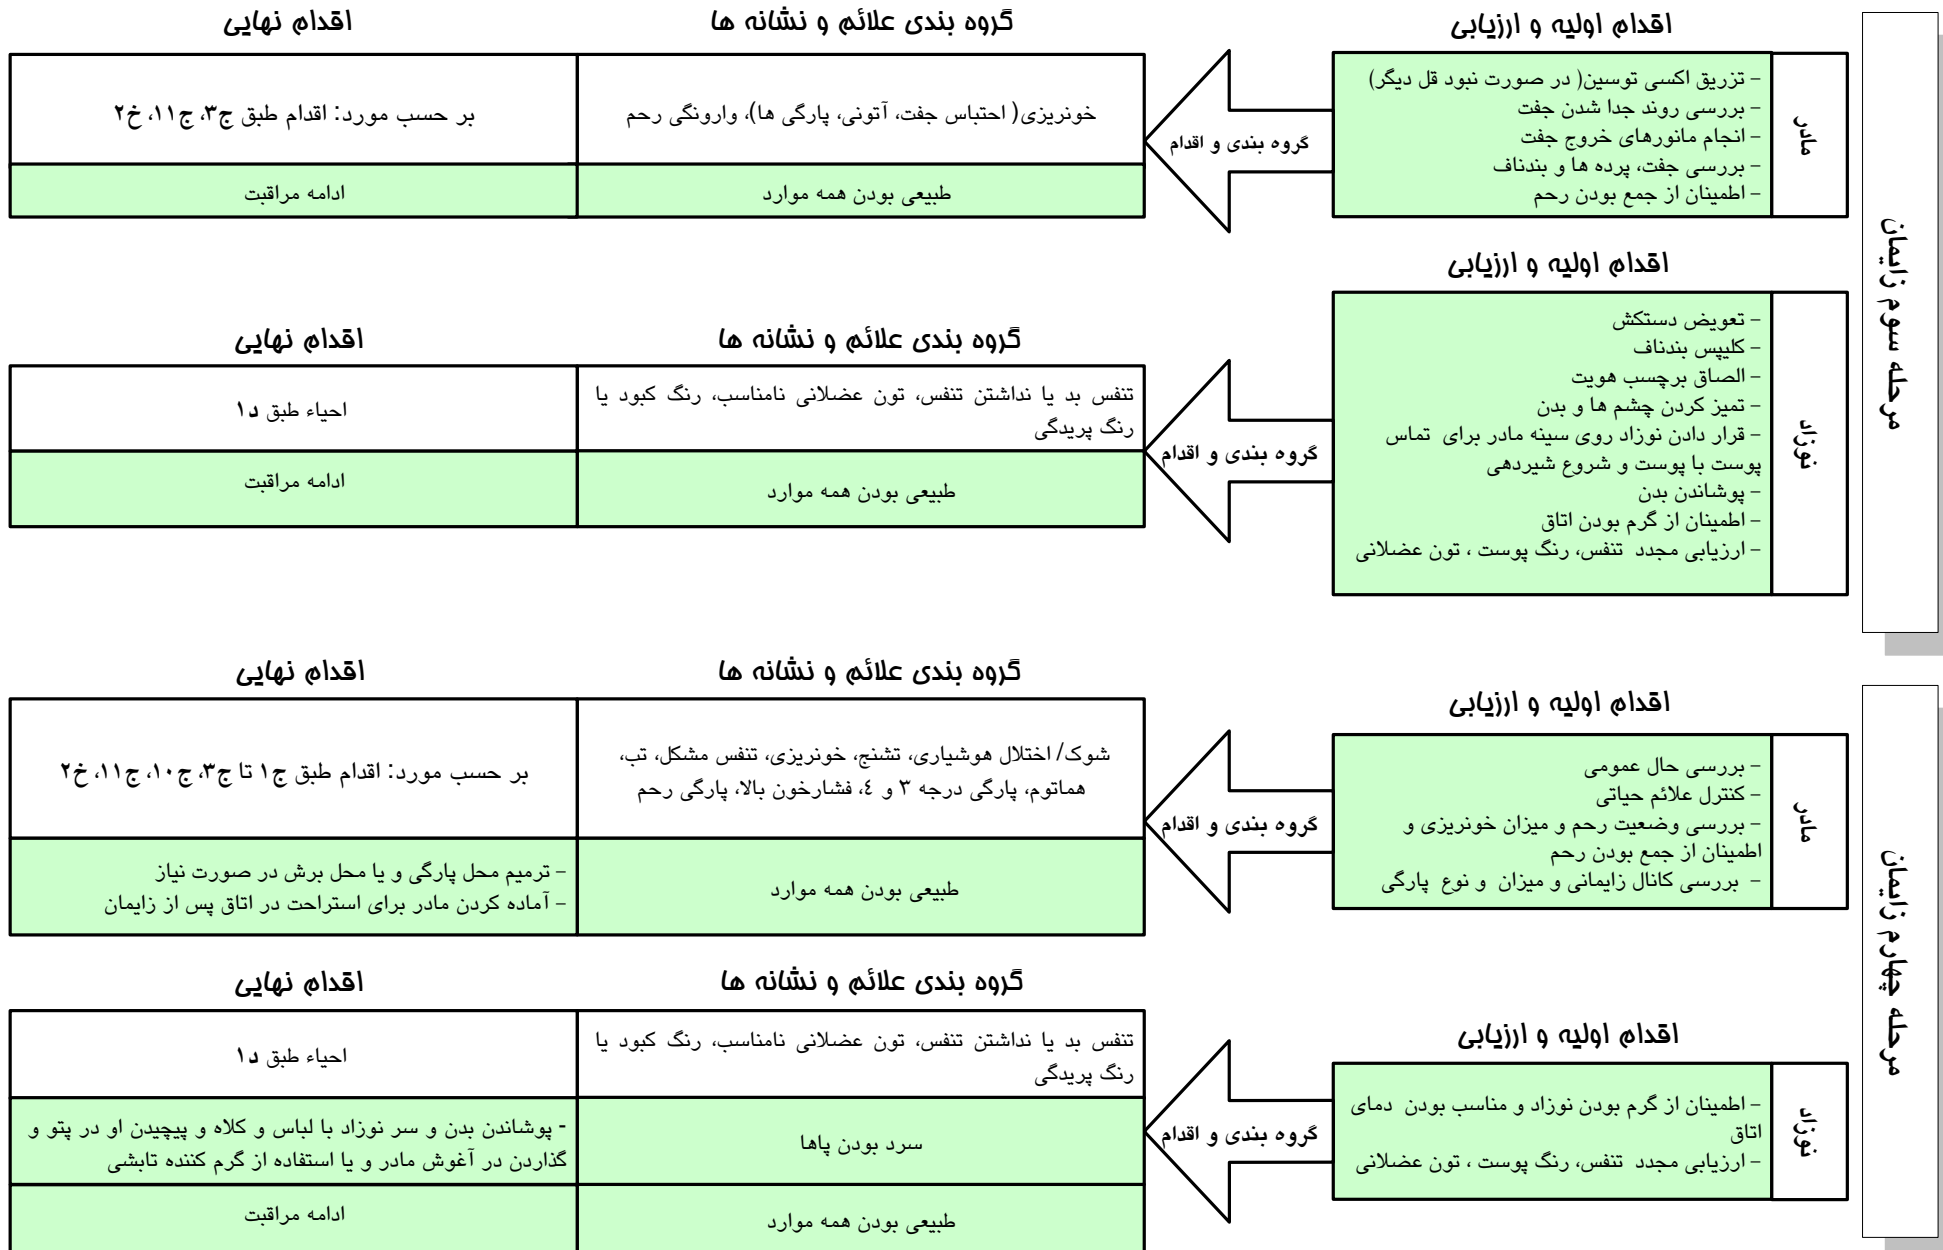 مرحله سوم زایمان
اقدام اولیه و ارزیابی
گروه بندی علائم و نشانه ها
اقدام نهایی
مادر
- تزریق اکسی توسین( در صورت نبود قل دیگر)
- بررسی روند جدا شدن جفت
- انجام مانورهای خروج جفت
- بررسی جفت، پرده ها و بندناف
- اطمینان از جمع بودن رحم
گروه بندی و اقدام
خونریزی( احتباس جفت، آتونی، پارگی ها)، وارونگی رحم
بر حسب مورد: اقدام طبق ج۳، ج۱۱، خ۲
طبیعی بودن همه موارد
ادامه مراقبت
اقدام اولیه و ارزیابی
گروه بندی علائم و نشانه ها
اقدام نهایی
نوزاد
- تعویض دستکش
- کلیپس بندناف
- الصاق برچسب هویت
- تمیز کردن چشم ها و بدن
- قرار دادن نوزاد روی سینه مادر برای تماس
پوست با پوست و شروع شیردهی
- پوشاندن بدن
- اطمینان از گرم بودن اتاق
- ارزیابی مجدد تنفس، رنگ پوست ، تون عضلانی
گروه بندی و اقدام
تنفس بد یا نداشتن تنفس، تون عضلانی نامناسب، رنگ کبود یا
رنگ پریدگی
احیاء طبق د۱
طبیعی بودن همه موارد
ادامه مراقبت
مرحله چهارم زایمان
اقدام اولیه و ارزیابی
گروه بندی علائم و نشانه ها
اقدام نهایی
مادر
- بررسی حال عمومی
- کنترل علائم حیاتی
- بررسی وضعیت رحم و میزان خونریزی و
اطمینان از جمع بودن رحم
- بررسی کانال زایمانی و میزان و نوع پارگی
گروه بندی و اقدام
شوک/ اختلال هوشیاری، تشنج، خونریزی، تنفس مشکل، تب،
هماتوم، پارگی درجه ۳ و ٤، فشارخون بالا، پارگی رحم
بر حسب مورد: اقدام طبق ج۱ تا ج۳، ج۱۰، ج۱۱، خ۲
طبیعی بودن همه موارد
- ترمیم محل پارگی و یا محل برش در صورت نیاز
- آماده کردن مادر برای استراحت در اتاق پس از زایمان
اقدام اولیه و ارزیابی
گروه بندی علائم و نشانه ها
اقدام نهایی
نوزاد
- اطمینان از گرم بودن نوزاد و مناسب بودن دمای
اتاق
- ارزیابی مجدد تنفس، رنگ پوست ، تون عضلانی
گروه بندی و اقدام
تنفس بد یا نداشتن تنفس، تون عضلانی نامناسب، رنگ کبود یا
رنگ پریدگی
احیاء طبق د۱
سرد بودن پاها
- پوشاندن بدن و سر نوزاد با لباس و کلاه و پیچیدن او در پتو و
گذاردن در آغوش مادر و یا استفاده از گرم کننده تابشی
طبیعی بودن همه موارد
ادامه مراقبت